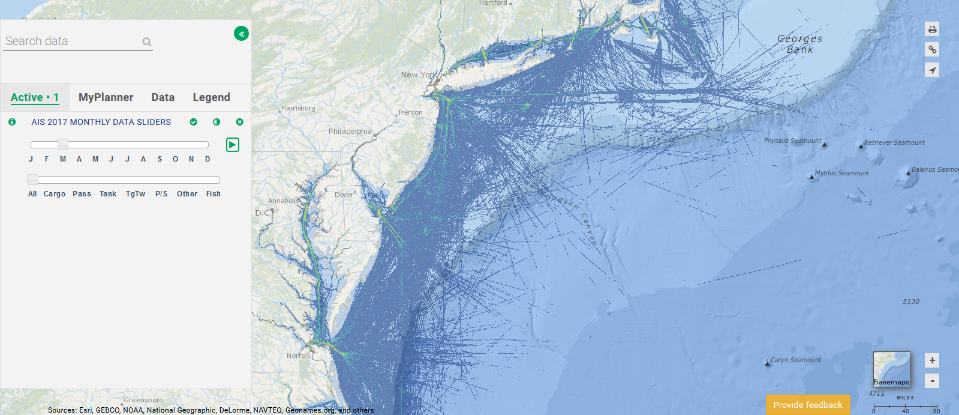 Search data
Active • 1 MyPlanner Data Legend
AIS 2017 MONTHLY DATA SLIDERS
J F M A M J J A S O N D
All Cargo Pass Tank TgTw P/S Other Fish
Hartford
New York
Harrisburg
Trenton
Philadelphia
Dover
Annapolis
D.C.
Norfolk
Greensboro
Georges
Bank
Physalia Seamount
Retriever Seamount
Mytilus Seamount
Balanus Seamount
Canyon
5130
Caryn Seamount
4711
Basemaps
+
-
MILES
0 40 80
Provide feedback
Sources: Esri, GEBCO, NOAA, National Geographic, DeLorme, NAVTEQ, Geonames.org, and others